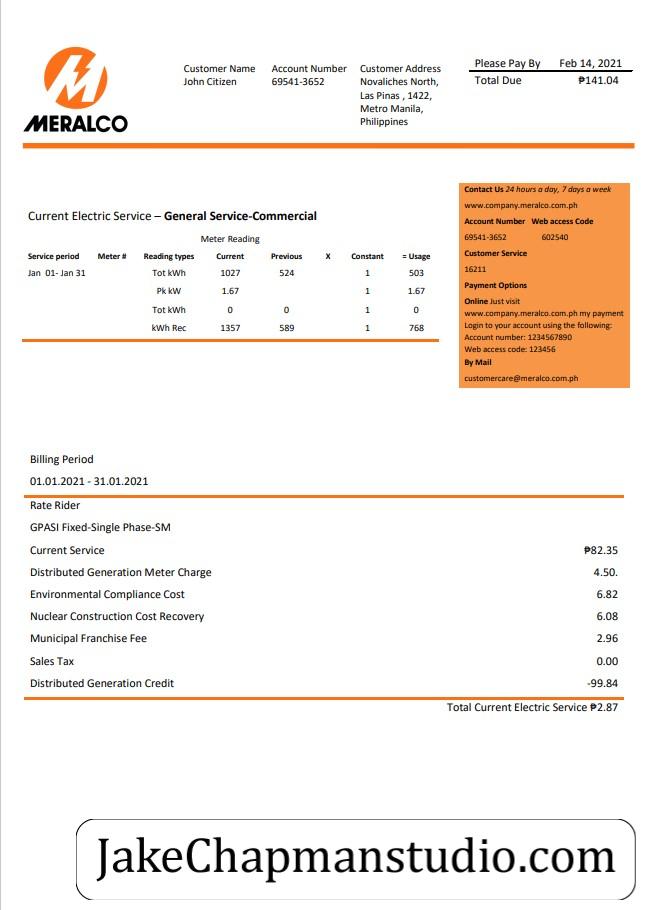 MERALCO
Customer Name Account Number Customer Address
John Citizen 69541-3652 Novaliches North,
Las Pinas , 1422,
Metro Manila,
Philippines
Please Pay By Feb 14, 2021
Total Due ₱141.04
Current Electric Service – General Service-Commercial
Meter Reading
Service period Meter # Reading types Current Previous X Constant = Usage
Jan 01- Jan 31 Tot kWh 1027 524 1 503
Pk kW 1.67 1 1.67
Tot kWh 0 0 1 0
kWh Rec 1357 589 1 768
Contact Us 24 hours a day, 7 days a week
www.company.meralco.com.ph
Account Number Web access Code
69541-3652 602540
Customer Service
16211
Payment Options
Online Just visit
www.company.meralco.com.ph my payment
Login to your account using the following:
Account number: 1234567890
Web access code: 123456
By Mail
customercare@meralco.com.ph
Billing Period
01.01.2021 - 31.01.2021
Rate Rider
GPASI Fixed-Single Phase-SM
Current Service ₱82.35
Distributed Generation Meter Charge 4.50.
Environmental Compliance Cost 6.82
Nuclear Construction Cost Recovery 6.08
Municipal Franchise Fee 2.96
Sales Tax 0.00
Distributed Generation Credit -99.84
Total Current Electric Service ₱2.87
JakeChapmanstudio.com